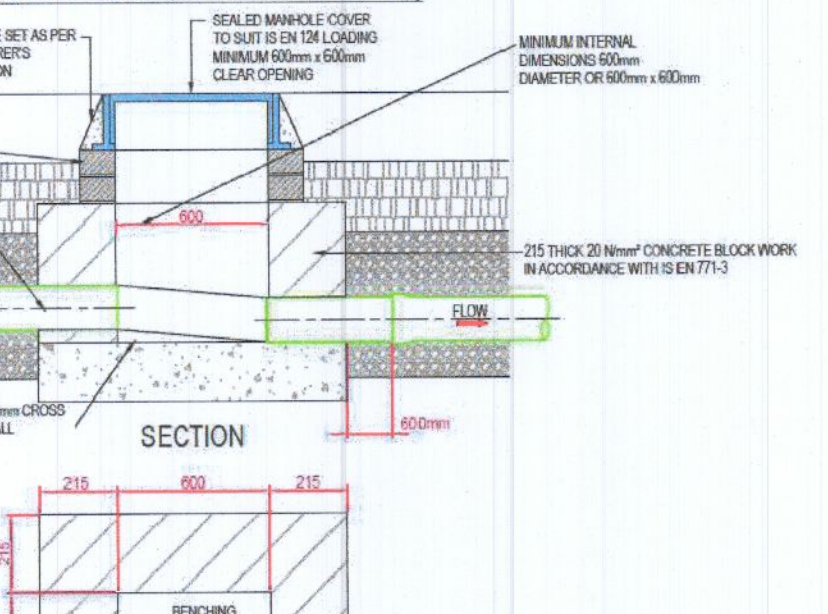 SET AS PER
RER'S
ON
SEALED MANHOLE COVER
TO SUIT IS EN 124 LOADING
MINIMUM 600mm x 600mm
CLEAR OPENING
MINIMUM INTERNAL
DIMENSIONS 600mm
DIAMETER OR 600mm x 600mm
600
215 THICK 20 N/mm² CONCRETE BLOCK WORK
IN ACCORDANCE WITH IS EN 771-3
FLOW
mm CROSS
ALL
SECTION
600mm
215
600
215
215
BENCHING